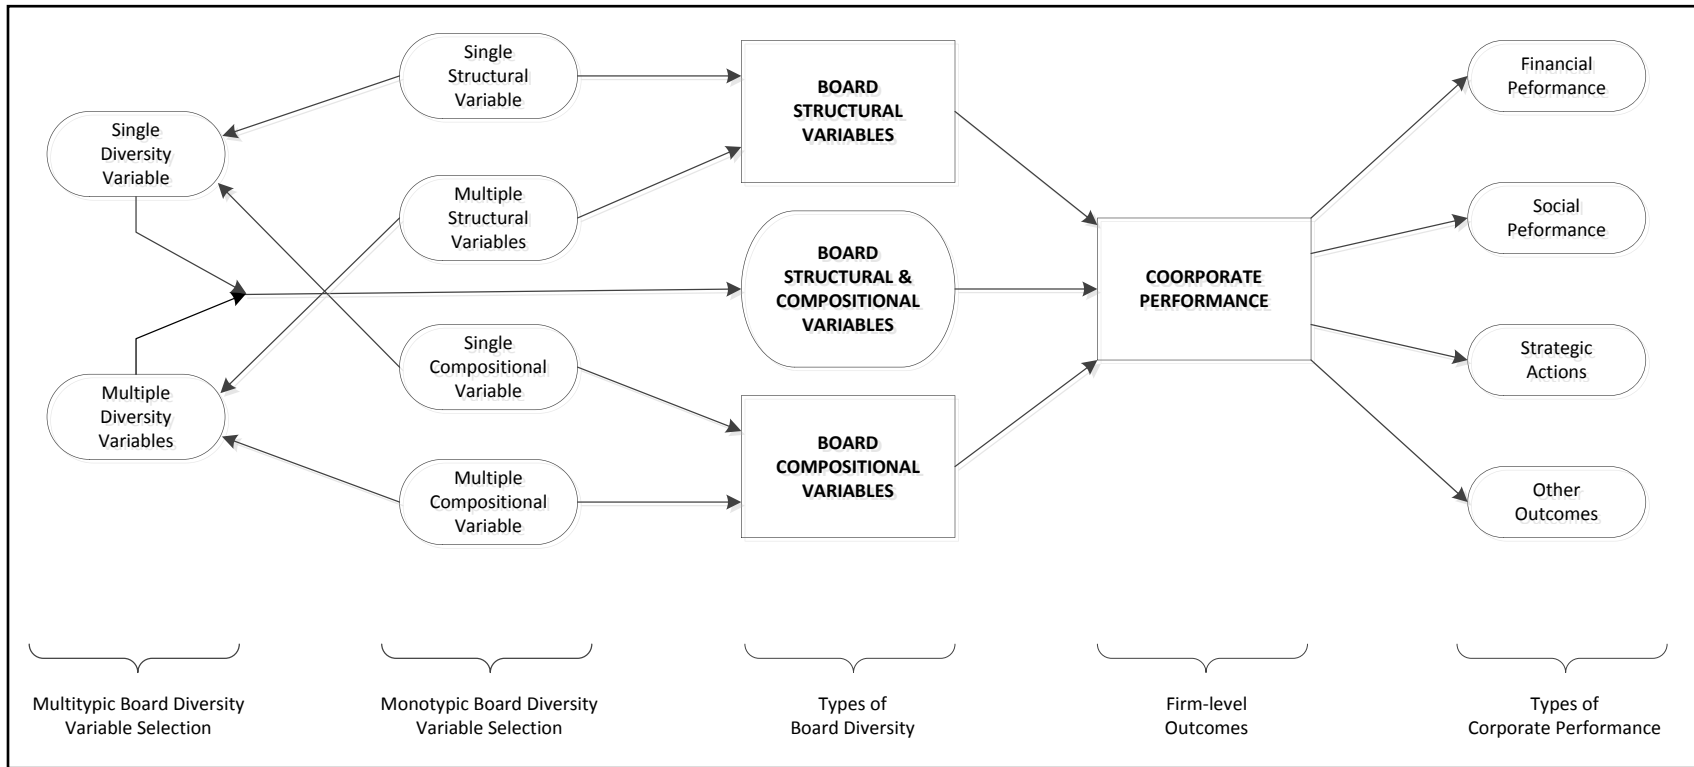 Single
Diversity
Variable
Multiple
Diversity
Variables
Single
Structural
Variable
Multiple
Structural
Variables
Single
Compositional
Variable
Multiple
Compositional
Variable
BOARD
STRUCTURAL
VARIABLES
BOARD
STRUCTURAL &
COMPOSITIONAL
VARIABLES
BOARD
COMPOSITIONAL
VARIABLES
COORPORATE
PERFORMANCE
Financial
Peformance
Social
Peformance
Strategic
Actions
Other
Outcomes
Multitypic Board Diversity
Variable Selection
Monotypic Board Diversity
Variable Selection
Types of
Board Diversity
Firm-level
Outcomes
Types of
Corporate Performance